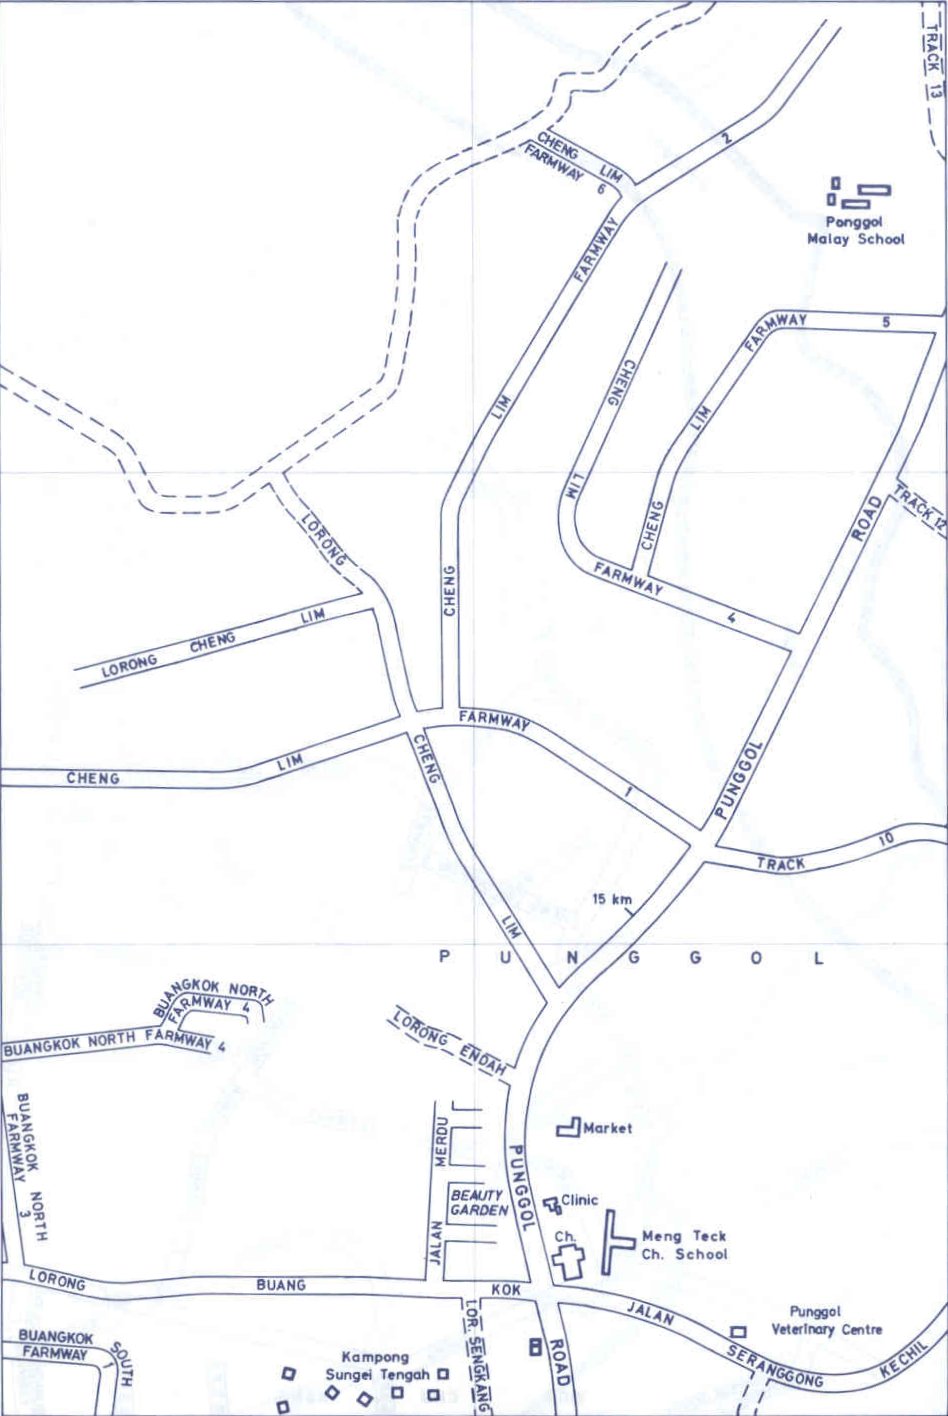 TRACK 13
2
CHENG LIM
FARMWAY 6
Ponggol
Malay School
CHENG LIM FARMWAY
CHENG LIM FARMWAY 5
CHENG LIM FARMWAY 4
TRACK 12
PUNGGOL ROAD
LORONG
LORONG CHENG LIM
CHENG LIM FARMWAY 1
CHENG LIM
TRACK 10
15 km
PUNGGOL
BUANGKOK NORTH
FARMWAY 4
BUANGKOK NORTH FARMWAY 4
LORONG ENDAH
BUANGKOK NORTH
FARMWAY 3
JALAN MERDU
BEAUTY
GARDEN
PUNGGOL ROAD
Market
Clinic
Ch.
Meng Teck
Ch. School
LORONG BUANG KOK
JALAN SERANGGONG KECHIL
Punggol
Veterinary Centre
LOR. SENGKANG
BUANGKOK SOUTH
FARMWAY 1
Kampong
Sungei Tengah